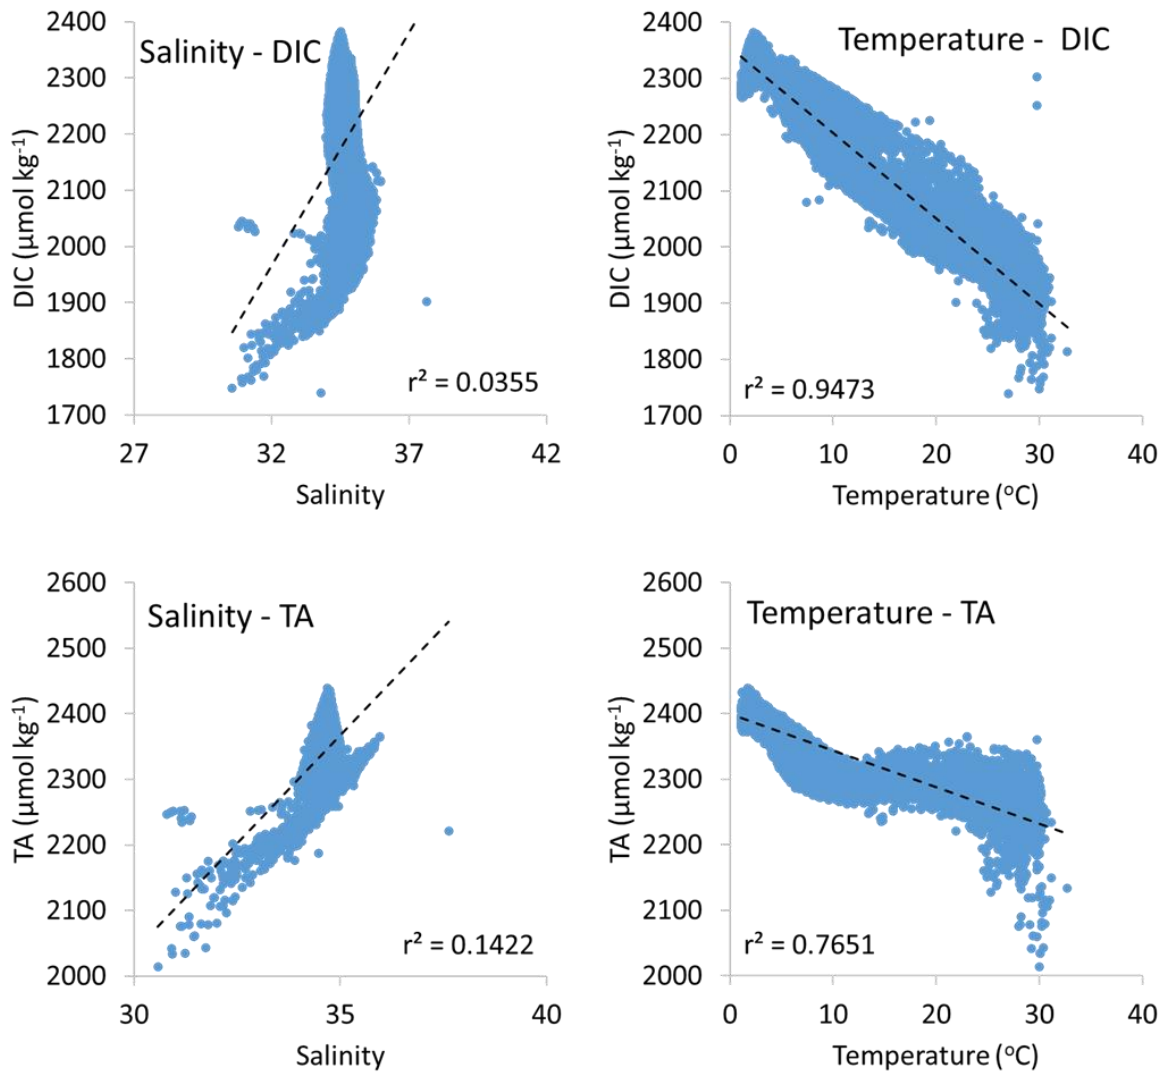 Salinity - DIC
DIC (µmol kg⁻¹)
2400
2300
2200
2100
2000
1900
1800
1700
r² = 0.0355
27 32 37 42
Salinity
Temperature - DIC
DIC (µmol kg⁻¹)
2400
2300
2200
2100
2000
1900
1800
1700
r² = 0.9473
0 10 20 30 40
Temperature (°C)
Salinity - TA
TA (µmol kg⁻¹)
2600
2500
2400
2300
2200
2100
2000
r² = 0.1422
30 35 40
Salinity
Temperature - TA
TA (µmol kg⁻¹)
2600
2500
2400
2300
2200
2100
2000
r² = 0.7651
0 10 20 30 40
Temperature (°C)